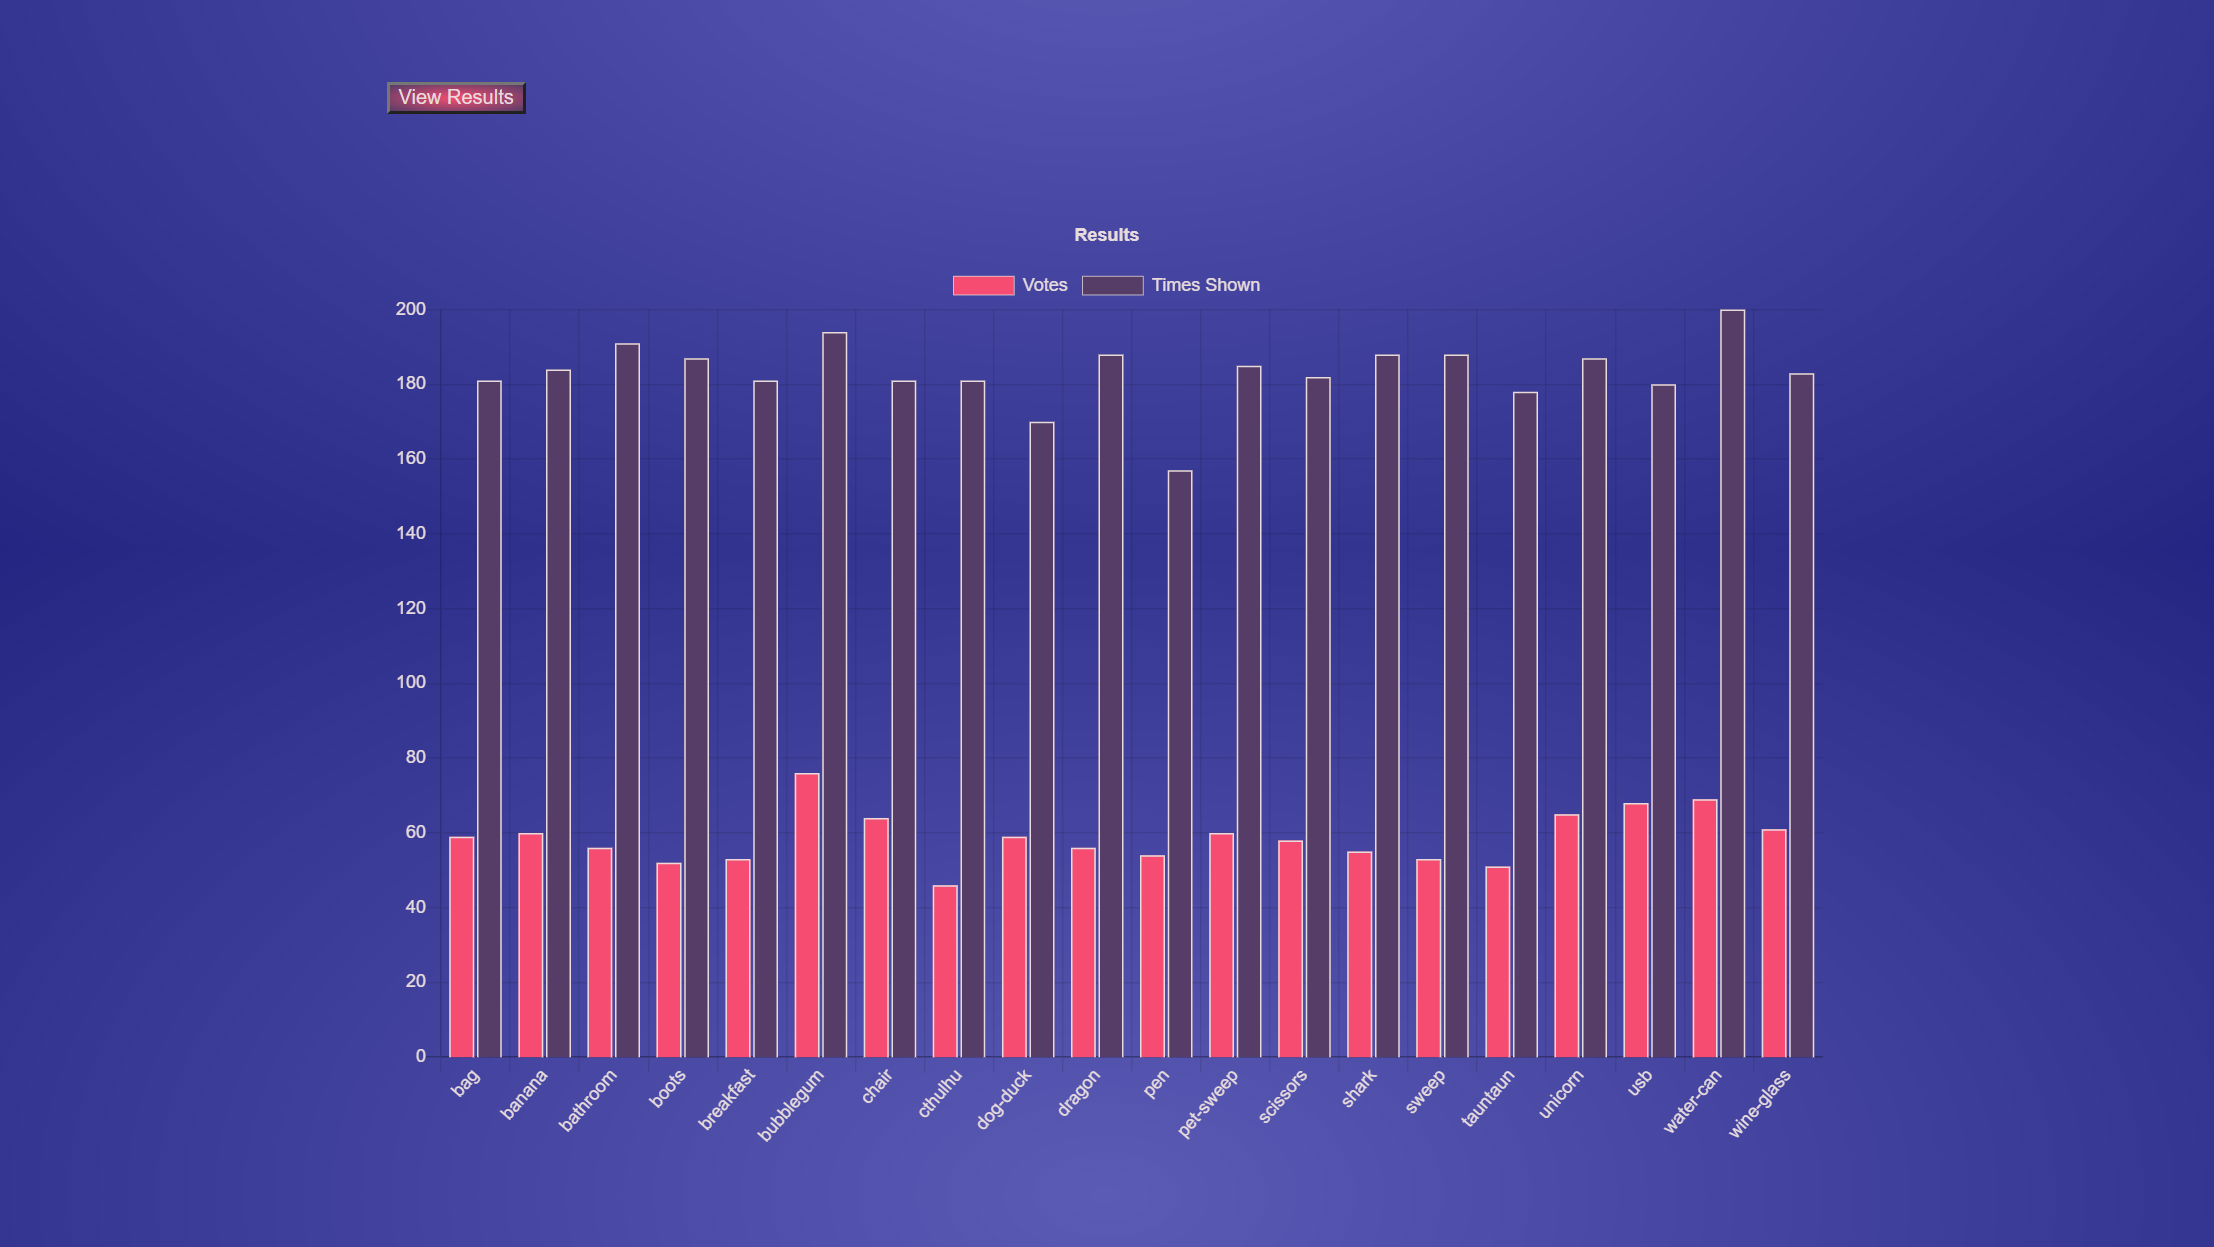 View Results
Results
Votes
Times Shown
200
180
160
140
120
100
80
60
40
20
0
bag
banana
bathroom
boots
breakfast
bubblegum
chair
cthulhu
dog-duck
dragon
pen
pet-sweep
scissors
shark
sweep
tauntaun
unicorn
usb
water-can
wine-glass